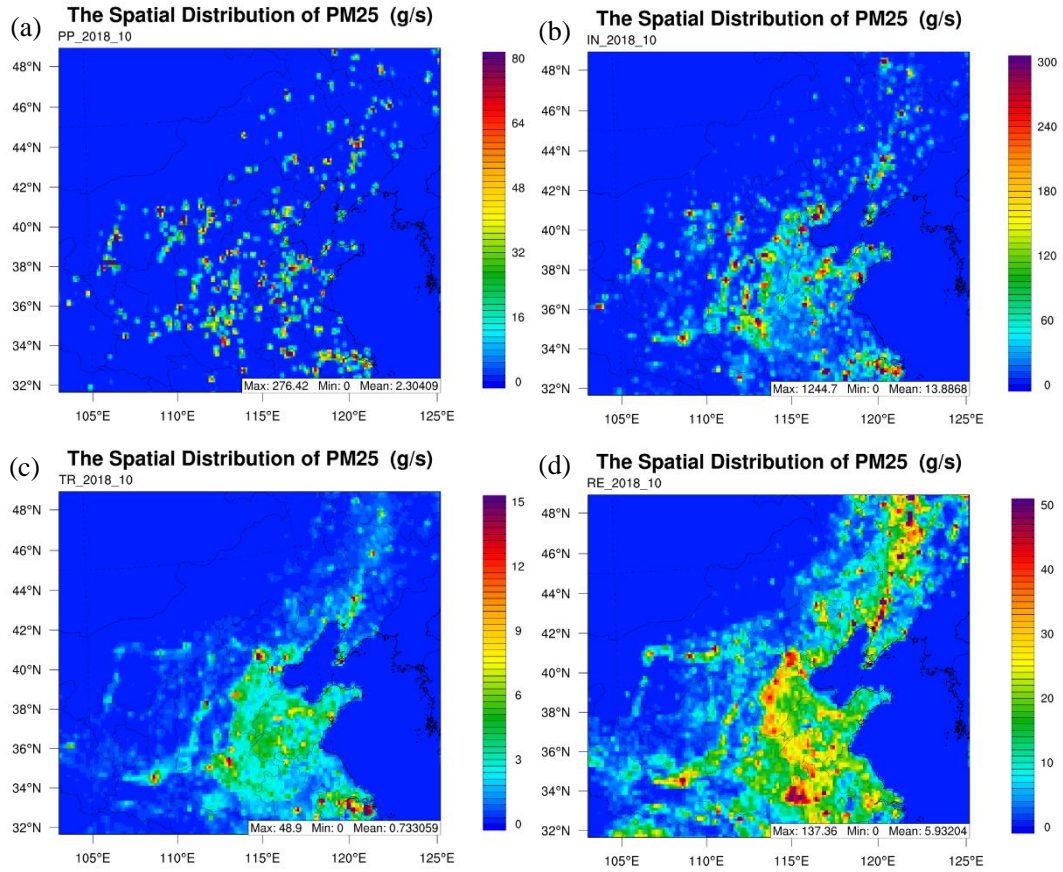 The Spatial Distribution of PM25 (g/s)
(a)
PP_2018_10
48°N
46°N
44°N
42°N
40°N
38°N
36°N
34°N
32°N
105°E 110°E 115°E 120°E 125°E
80
64
48
32
16
0
Max: 276.42 Min: 0 Mean: 2.30409
The Spatial Distribution of PM25 (g/s)
(b)
IN_2018_10
48°N
46°N
44°N
42°N
40°N
38°N
36°N
34°N
32°N
105°E 110°E 115°E 120°E 125°E
300
240
180
120
60
0
Max: 1244.7 Min: 0 Mean: 13.8868
The Spatial Distribution of PM25 (g/s)
(c)
TR_2018_10
48°N
46°N
44°N
42°N
40°N
38°N
36°N
34°N
32°N
105°E 110°E 115°E 120°E 125°E
15
12
9
6
3
0
Max: 48.9 Min: 0 Mean: 0.733059
The Spatial Distribution of PM25 (g/s)
(d)
RE_2018_10
48°N
46°N
44°N
42°N
40°N
38°N
36°N
34°N
32°N
105°E 110°E 115°E 120°E 125°E
50
40
30
20
10
0
Max: 137.36 Min: 0 Mean: 5.93204